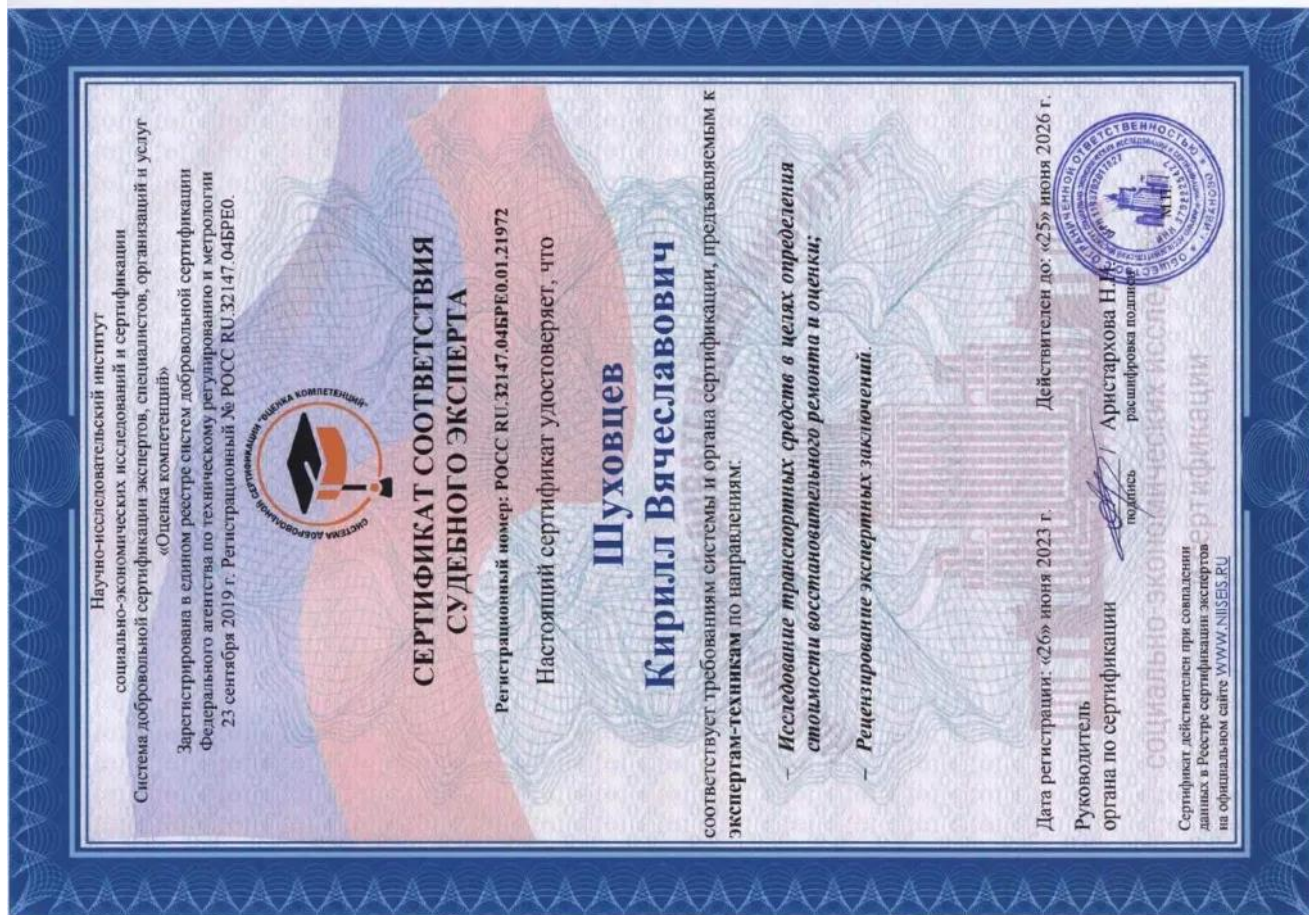 Научно-исследовательский институт
социально-экономических исследований и сертификации
Система добровольной сертификации экспертов, специалистов, организаций и услуг
«Оценка компетенций»
Зарегистрирована в едином реестре систем добровольной сертификации
Федерального агентства по техническому регулированию и метрологии
23 сентября 2019 г. Регистрационный № РОСС RU.32147.04БРЕ0.
СИСТЕМА ДОБРОВОЛЬНОЙ СЕРТИФИКАЦИИ "ОЦЕНКА КОМПЕТЕНЦИЙ"
СЕРТИФИКАТ СООТВЕТСТВИЯ
СУДЕБНОГО ЭКСПЕРТА
Регистрационный номер: РОСС RU.32147.04БРЕ0.01.21972
Настоящий сертификат удостоверяет, что
Шуховцев
Кирилл Вячеславович
соответствует требованиям системы и органа сертификации, предъявляемым к
экспертам-техникам по направлениям:
– Исследование транспортных средств в целях определения
стоимости восстановительного ремонта и оценки;
– Рецензирование экспертных заключений.
Дата регистрации: «26» июня 2023 г. Действителен до: «25» июня 2026 г.
Руководитель
органа по сертификации / Аристархова Н.И.
подпись расшифровка подписи
М.П.
Сертификат действителен при совпадении
данных в Реестре сертификации экспертов
на официальном сайте WWW.NIISEIS.RU